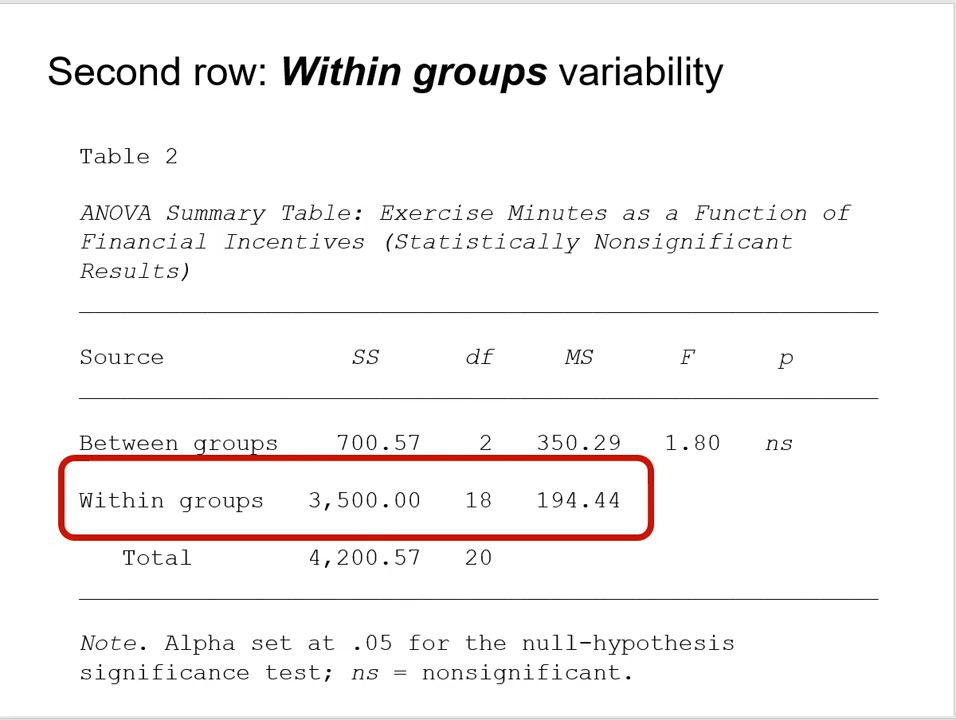 Second row: Within groups variability
Table 2
ANOVA Summary Table: Exercise Minutes as a Function of
Financial Incentives (Statistically Nonsignificant
Results)
Source SS df MS F p
Between groups 700.57 2 350.29 1.80 ns
Within groups 3,500.00 18 194.44
Total 4,200.57 20
Note. Alpha set at .05 for the null-hypothesis
significance test; ns = nonsignificant.